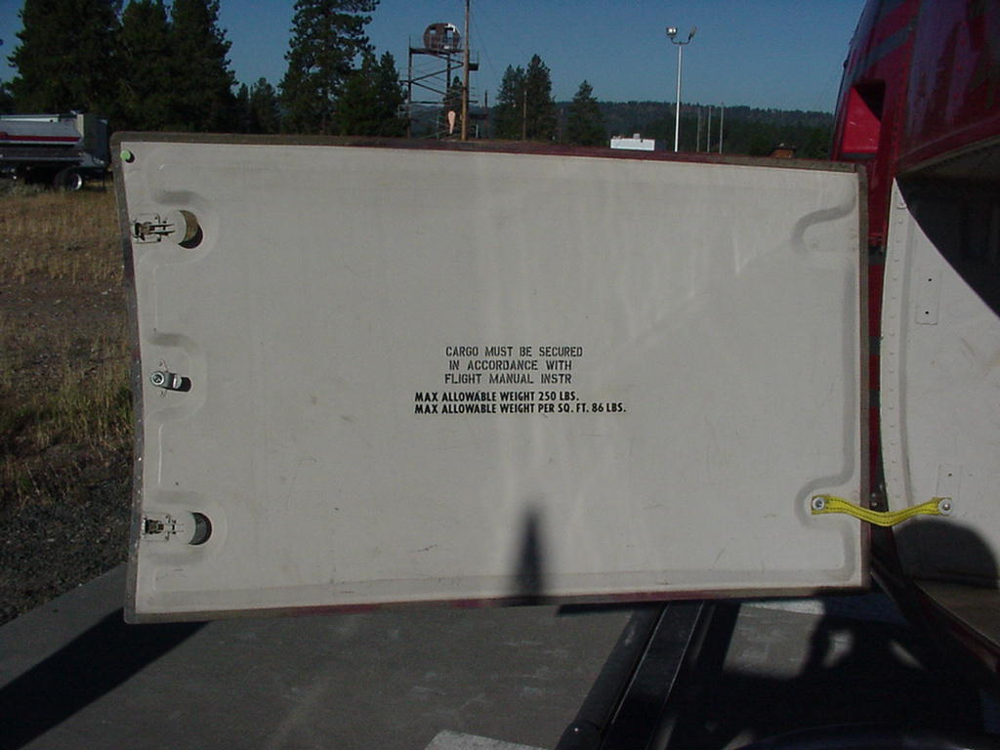 CARGO MUST BE SECURED
IN ACCORDANCE WITH
FLIGHT MANUAL INSTR
MAX ALLOWABLE WEIGHT 250 LBS.
MAX ALLOWABLE WEIGHT PER SQ. FT. 86 LBS.